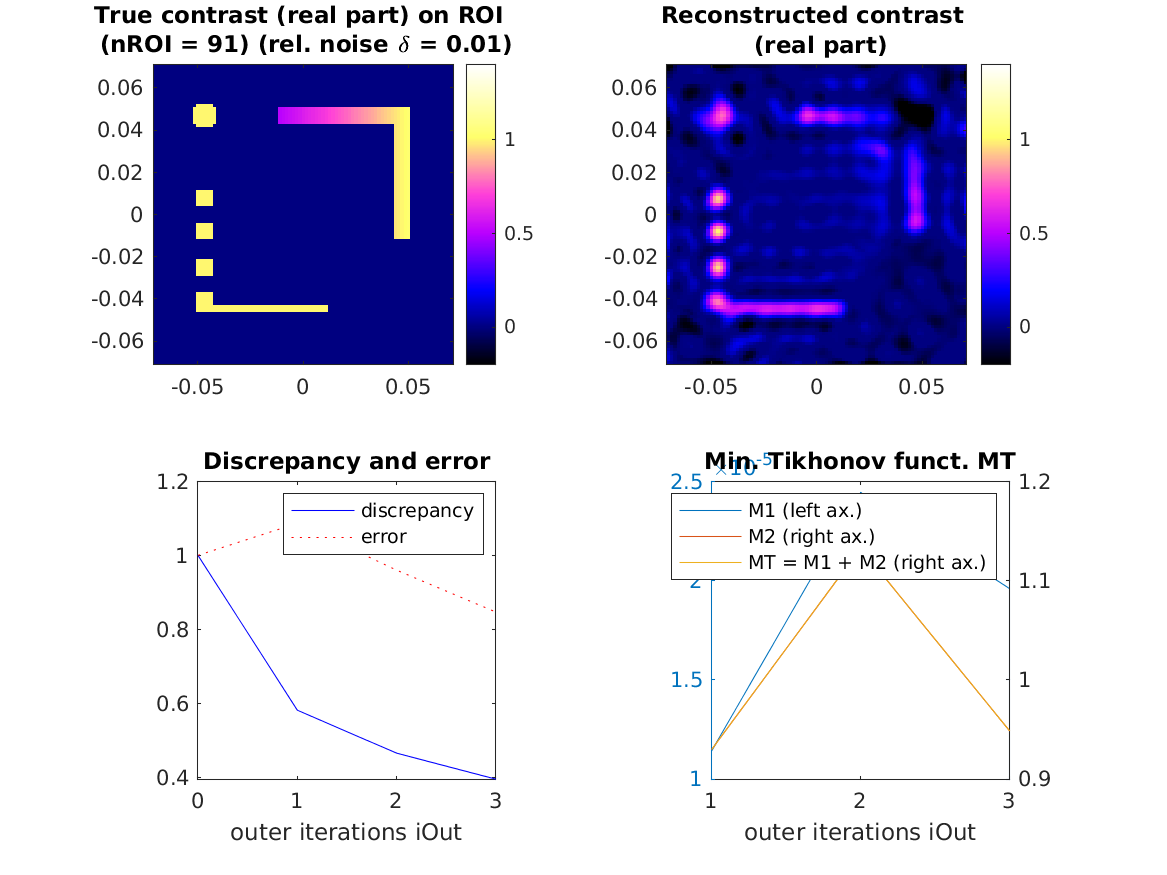 True contrast (real part) on ROI
(nROI = 91) (rel. noise δ = 0.01)
0.06
0.04
0.02
0
-0.02
-0.04
-0.06
-0.05 0 0.05
1
0.5
0
Reconstructed contrast
(real part)
0.06
0.04
0.02
0
-0.02
-0.04
-0.06
-0.05 0 0.05
1
0.5
0
Discrepancy and error
1.2
1
0.8
0.6
0.4
discrepancy
error
0 1 2 3
outer iterations iOut
Min. Tikhonov funct. MT
×10-5
2.5
2
1.5
1
M1 (left ax.)
M2 (right ax.)
MT = M1 + M2 (right ax.)
1.2
1.1
1
0.9
1 2 3
outer iterations iOut